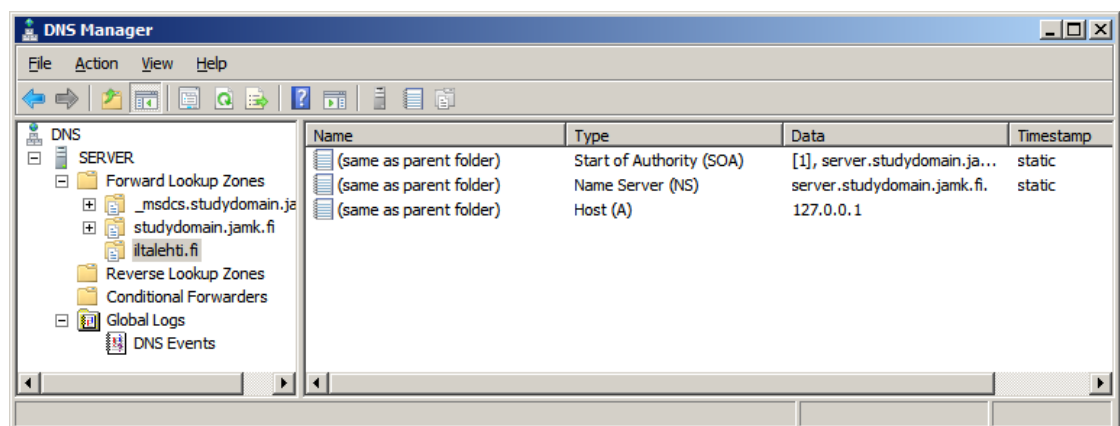 DNS Manager
File Action View Help
DNS
SERVER
Forward Lookup Zones
_msdcs.studydomain.ja
studydomain.jamk.fi
iltalehti.fi
Reverse Lookup Zones
Conditional Forwarders
Global Logs
DNS Events
Name Type Data Timestamp
(same as parent folder) Start of Authority (SOA) [1], server.studydomain.ja... static
(same as parent folder) Name Server (NS) server.studydomain.jamk.fi. static
(same as parent folder) Host (A) 127.0.0.1